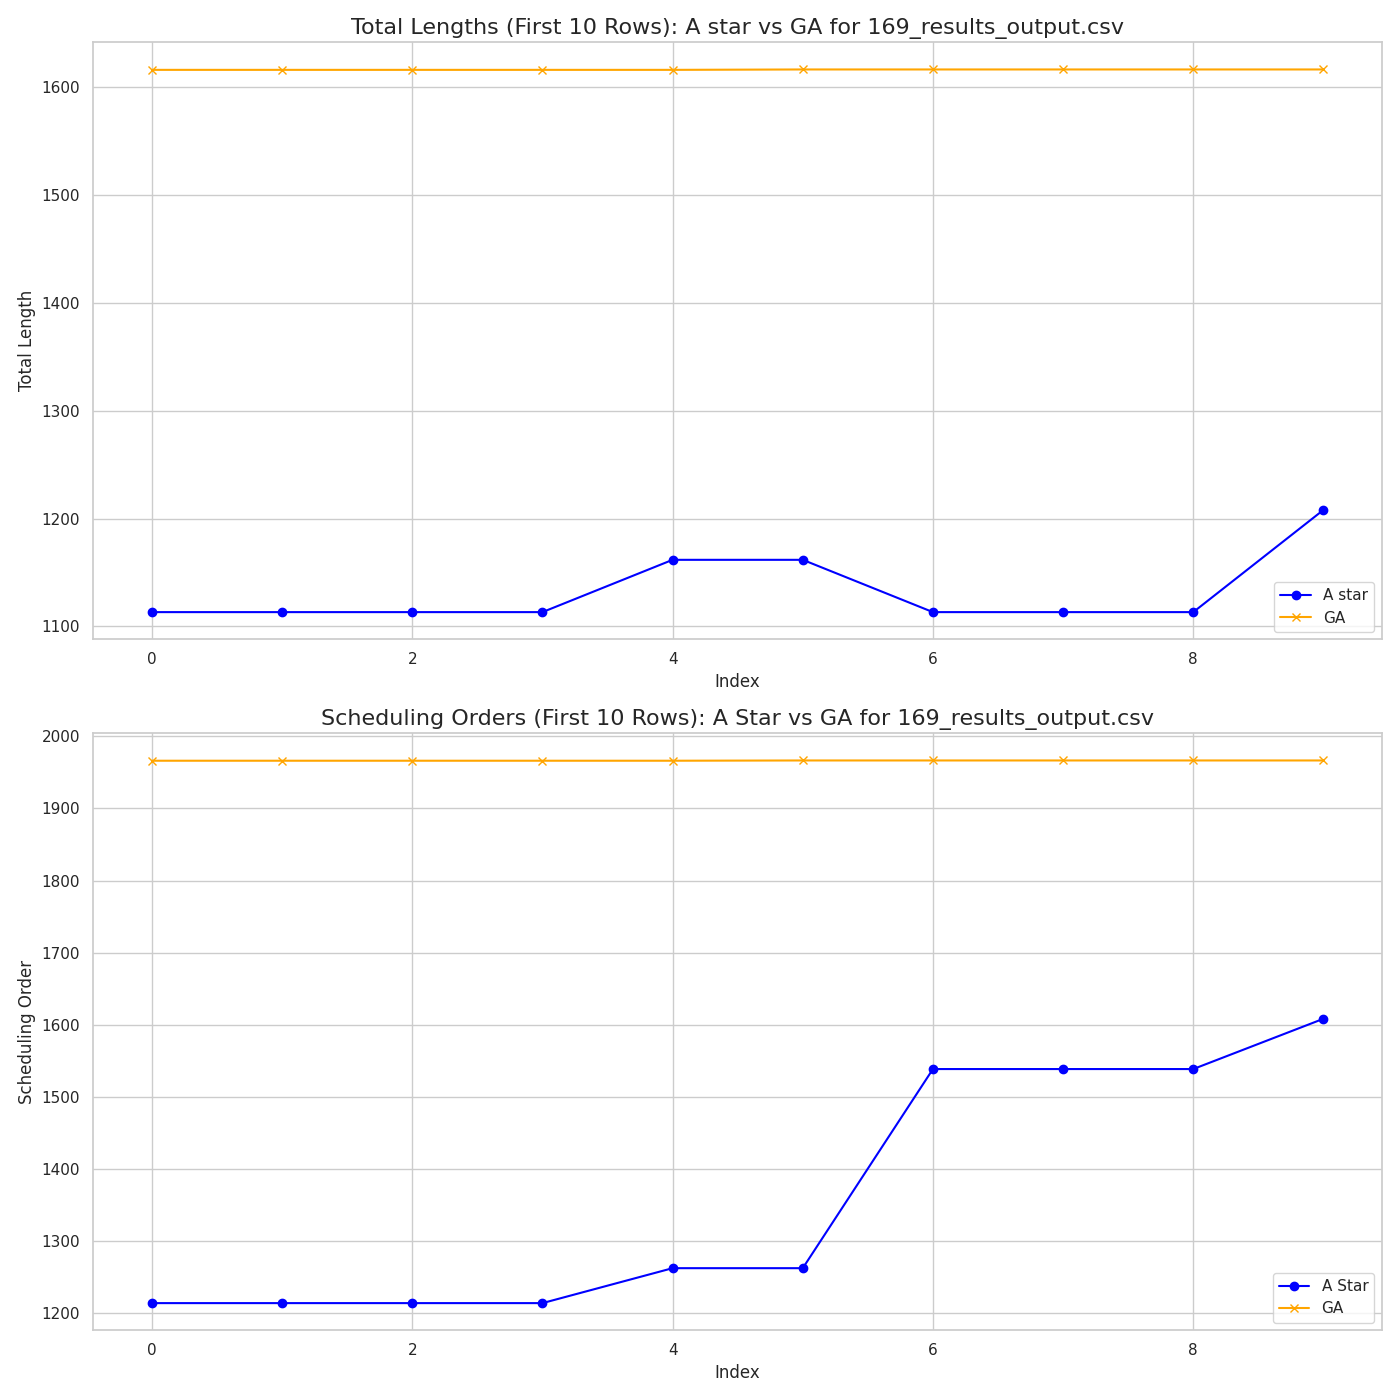 Total Lengths (First 10 Rows): A star vs GA for 169_results_output.csv
Total Length
1600
1500
1400
1300
1200
1100
A star
GA
0 2 4 6 8
Index
Scheduling Orders (First 10 Rows): A Star vs GA for 169_results_output.csv
Scheduling Order
2000
1900
1800
1700
1600
1500
1400
1300
1200
A Star
GA
0 2 4 6 8
Index